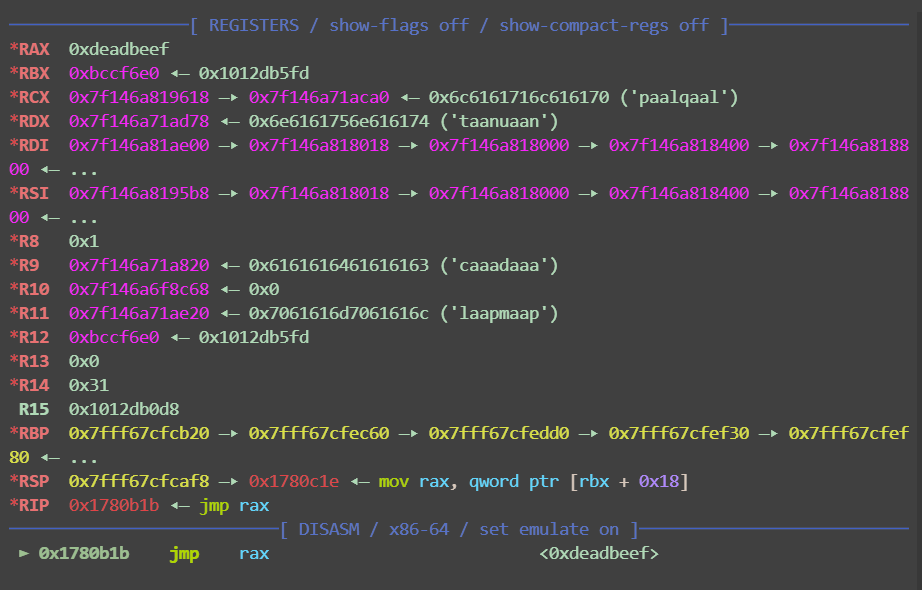 [ REGISTERS / show-flags off / show-compact-regs off ]
*RAX  0xdeadbeef
*RBX  0xbccf6e0 ◂— 0x1012db5fd
*RCX  0x7f146a819618 —▸ 0x7f146a71aca0 ◂— 0x6c6161716c616170 ('paalqaal')
*RDX  0x7f146a71ad78 ◂— 0x6e6161756e616174 ('taanuaan')
*RDI  0x7f146a81ae00 —▸ 0x7f146a818018 —▸ 0x7f146a818000 —▸ 0x7f146a818400 —▸ 0x7f146a8188
00 ◂— ...
*RSI  0x7f146a8195b8 —▸ 0x7f146a818018 —▸ 0x7f146a818000 —▸ 0x7f146a818400 —▸ 0x7f146a8188
00 ◂— ...
*R8   0x1
*R9   0x7f146a71a820 ◂— 0x6161616461616163 ('caaadaaa')
*R10  0x7f146a6f8c68 ◂— 0x0
*R11  0x7f146a71ae20 ◂— 0x7061616d7061616c ('laapmaap')
*R12  0xbccf6e0 ◂— 0x1012db5fd
*R13  0x0
*R14  0x31
 R15  0x1012db0d8
*RBP  0x7fff67cfcb20 —▸ 0x7fff67cfec60 —▸ 0x7fff67cfedd0 —▸ 0x7fff67cfef30 —▸ 0x7fff67cfef
80 ◂— ...
*RSP  0x7fff67cfcaf8 —▸ 0x1780c1e ◂— mov rax, qword ptr [rbx + 0x18]
*RIP  0x1780b1b ◂— jmp rax
[ DISASM / x86-64 / set emulate on ]
 ► 0x1780b1b    jmp    rax                           <0xdeadbeef>